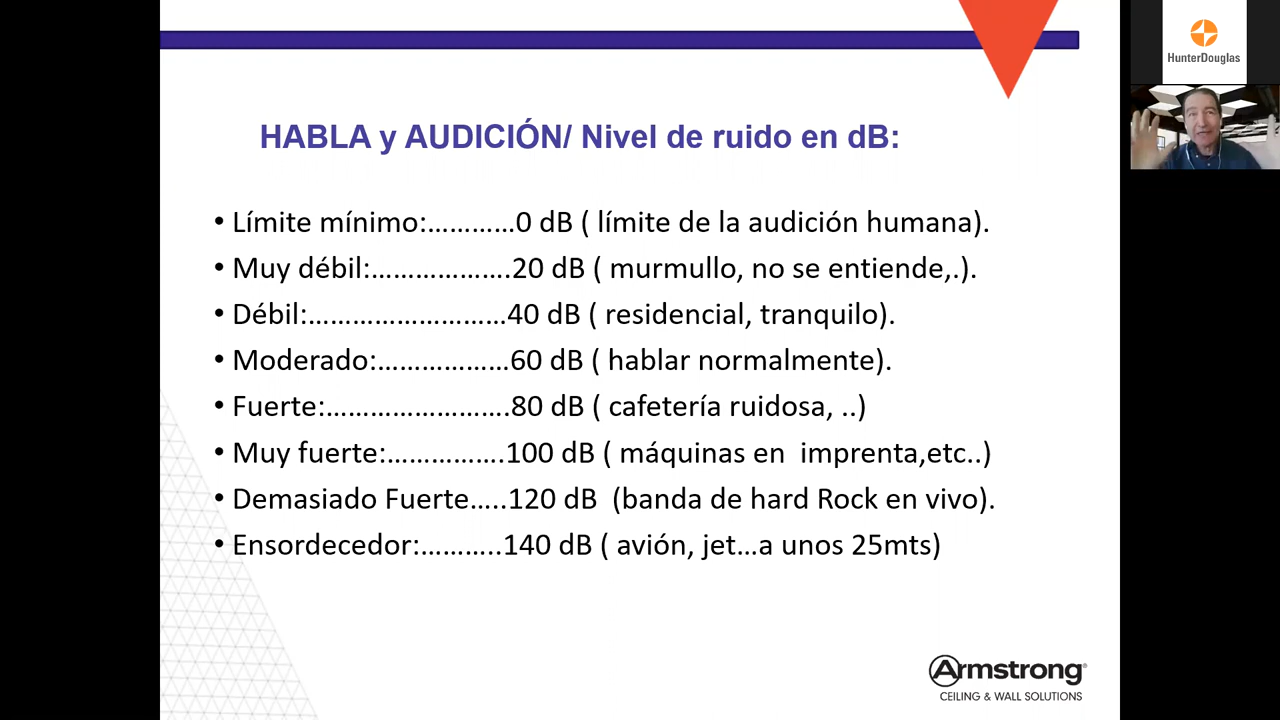 HunterDouglas
HABLA y AUDICIÓN/ Nivel de ruido en dB:
• Límite mínimo:…………0 dB ( límite de la audición humana).
• Muy débil:……………….20 dB ( murmullo, no se entiende,.).
• Débil:………………………40 dB ( residencial, tranquilo).
• Moderado:………………60 dB ( hablar normalmente).
• Fuerte:…………………….80 dB ( cafetería ruidosa, ..)
• Muy fuerte:…………….100 dB ( máquinas en  imprenta,etc..)
• Demasiado Fuerte…..120 dB  (banda de hard Rock en vivo).
• Ensordecedor:………..140 dB ( avión, jet…a unos 25mts)
Armstrong®
CEILING & WALL SOLUTIONS